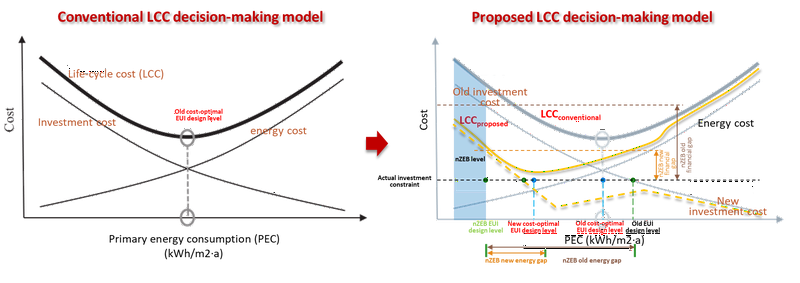 Conventional LCC decision-making model
Life-cycle cost (LCC)
Old cost-optimal
EUI design level
Investment cost
energy cost
Cost
Primary energy consumption (PEC)
(kWh/m2·a)
Proposed LCC decision-making model
Old investment
cost
LCCconventional
LCCproposed
Energy cost
Cost
nZEB level
nZEB new
financial
gap
nZEB old
financial gap
Actual investment
constraint
New
investment cost
nZEB EUI
design level
New cost-optimal
EUI design level
Old cost-optimal
EUI design level
Old EUI
design level
PEC (kWh/m2·a)
nZEB new energy gap
nZEB old energy gap